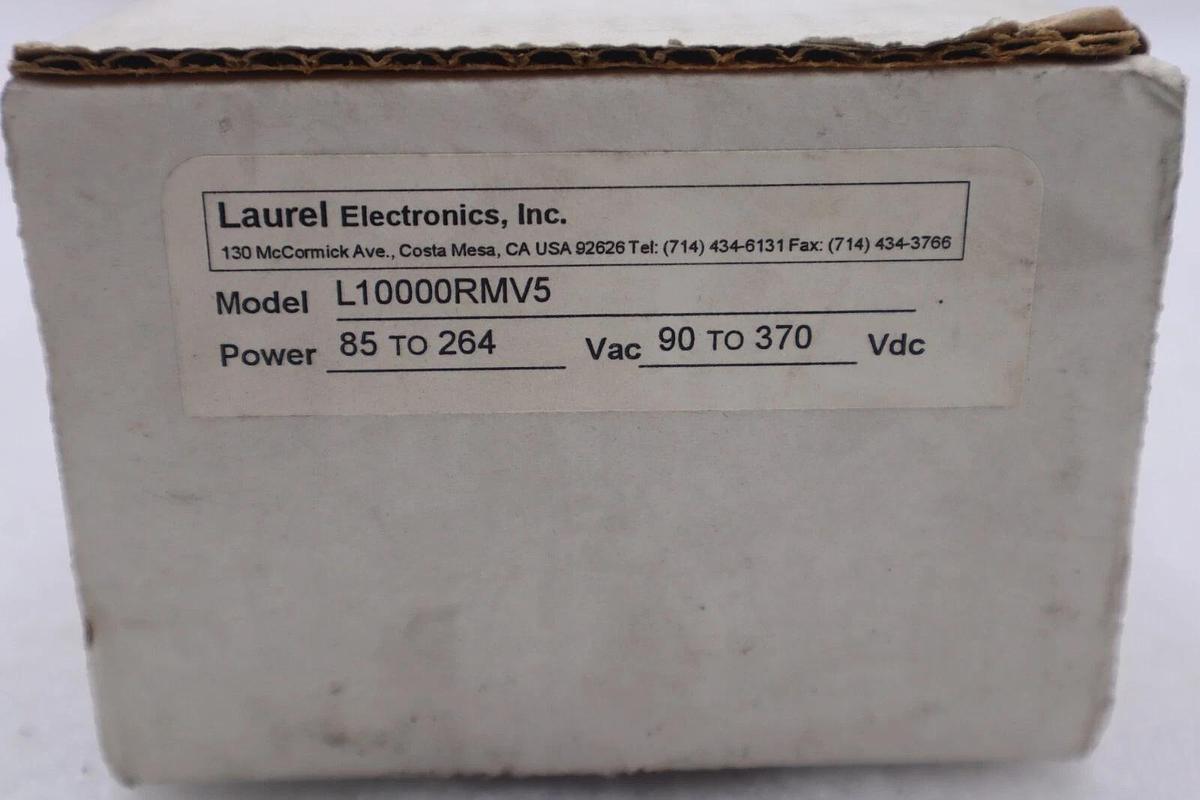 Laurel Electronics, Inc.
130 McCormick Ave., Costa Mesa, CA USA 92626 Tel: (714) 434-6131 Fax: (714) 434-3766
Model L10000RMV5
Power 85 TO 264 Vac 90 TO 370 Vdc